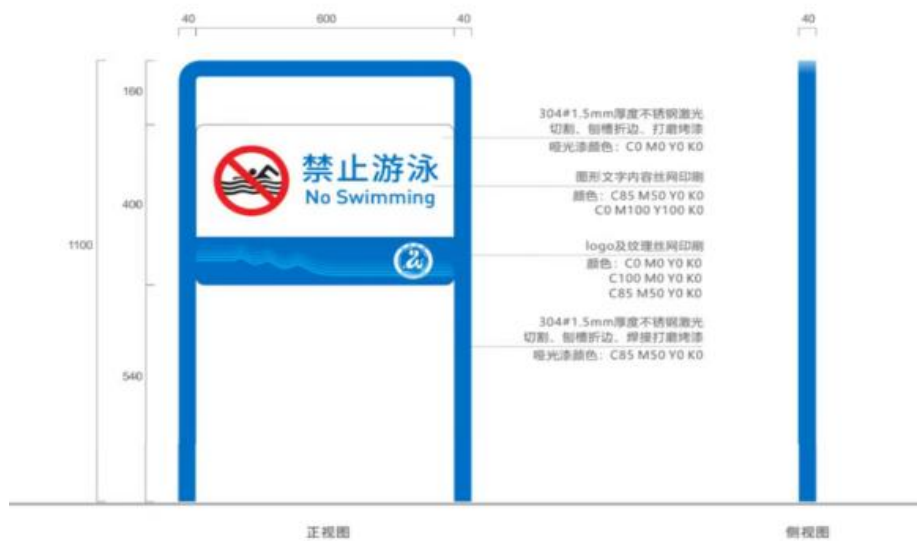 40
600
40
40
160
400
1100
540
304#1.5mm厚度不锈钢激光
切割、刨槽折边、打磨烤漆
哑光漆颜色：C0 M0 Y0 K0
禁止游泳
No Swimming
图形文字内容丝网印刷
颜色：C85 M50 Y0 K0
C0 M100 Y100 K0
logo及纹理丝网印刷
颜色：C0 M0 Y0 K0
C100 M0 Y0 K0
C85 M50 Y0 K0
304#1.5mm厚度不锈钢激光
切割、刨槽折边、焊接打磨烤漆
哑光漆颜色：C85 M50 Y0 K0
正视图
侧视图